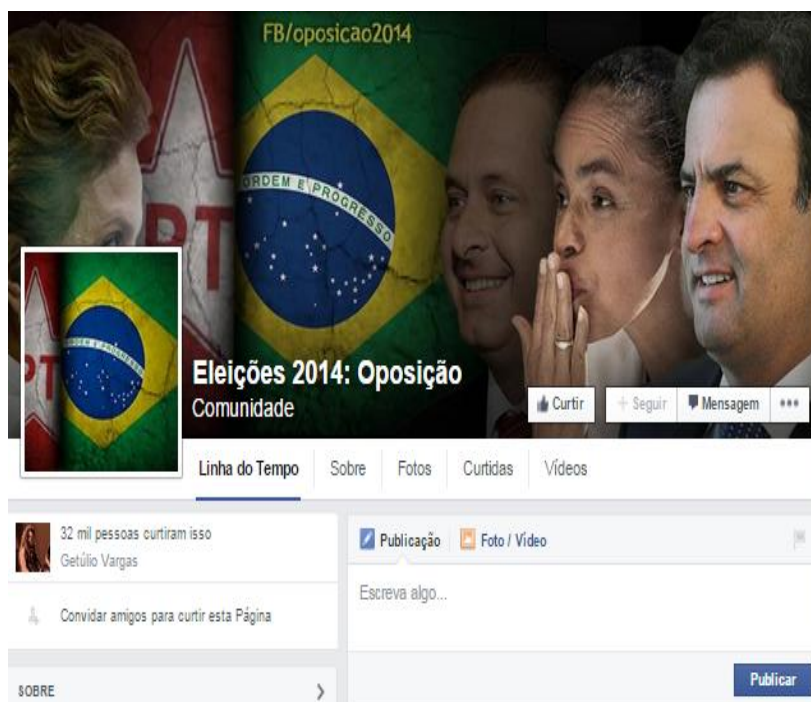 FB/oposicao2014
PT
ORDEM E PROGRESSO
PT
ORDEM E PROGRESSO
Eleições 2014: Oposição
Comunidade
Curtir
Seguir
Mensagem
Linha do Tempo
Sobre
Fotos
Curtidas
Vídeos
32 mil pessoas curtiram isso
Getúlio Vargas
Convidar amigos para curtir esta Página
SOBRE
Publicação
Foto / Vídeo
Escreva algo...
Publicar